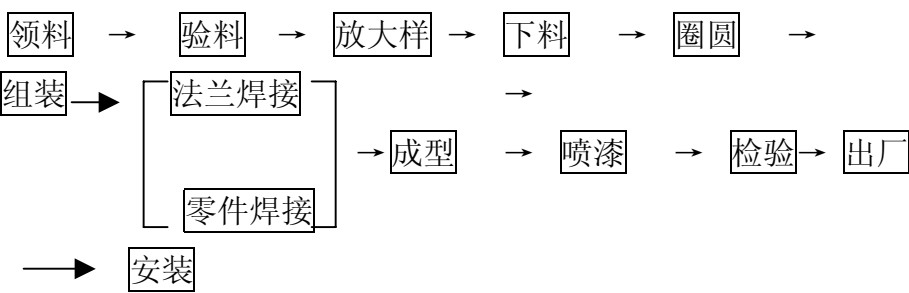 领料 → 验料 → 放大样 → 下料 → 圈圆 →
组装 → 法兰焊接 →
→ 成型 → 喷漆 → 检验 → 出厂
零件焊接
→ 安装